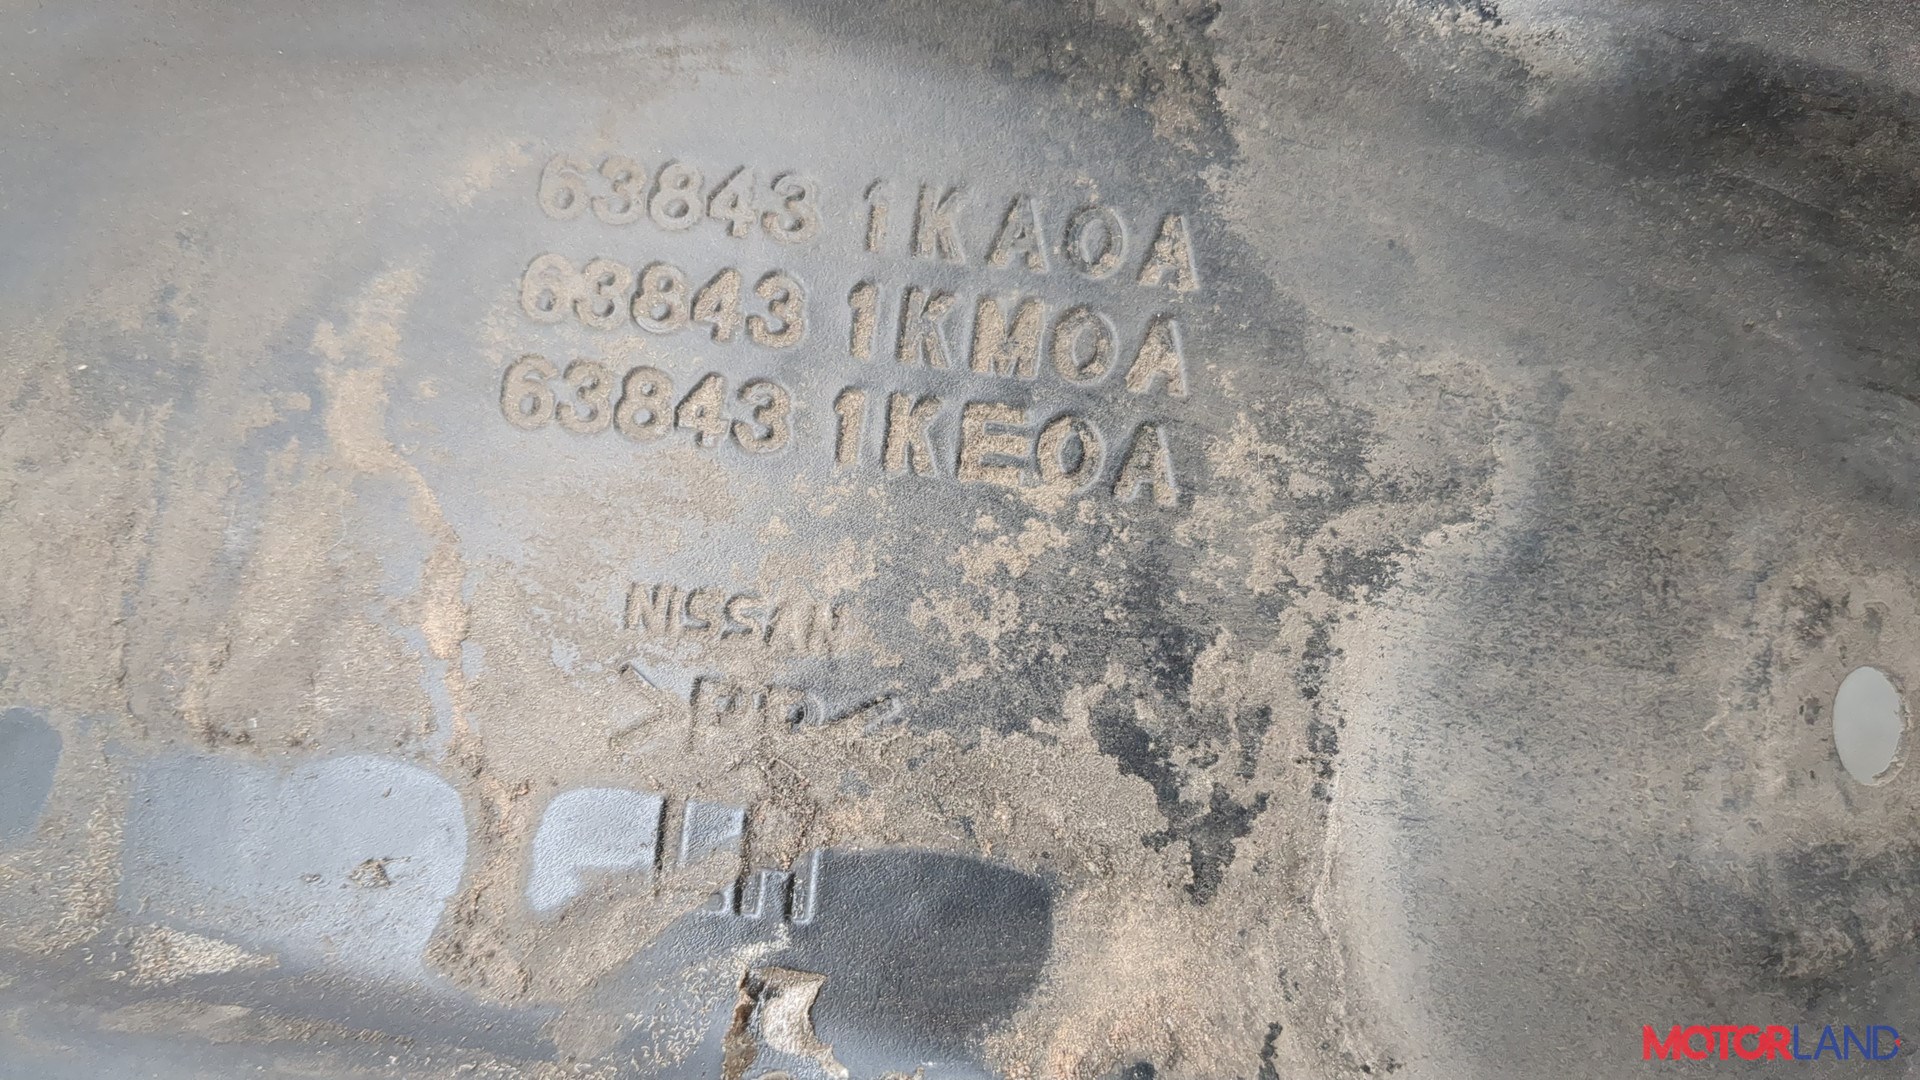 63843 1KA0A
63843 1KM0A
63843 1KE0A
NISSAN
MOTORLAND